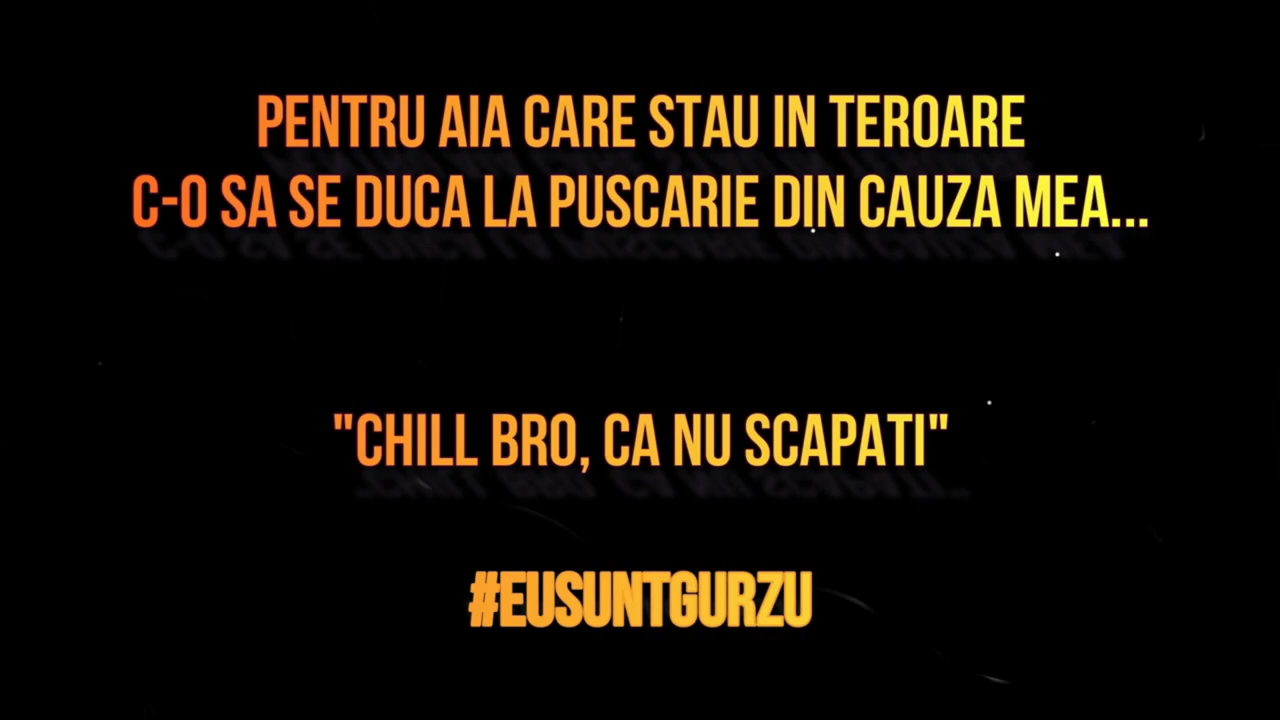 PENTRU AIA CARE STAU IN TEROARE
C-O SA SE DUCA LA PUSCARIE DIN CAUZA MEA...
"CHILL BRO, CA NU SCAPATI"
#EUSUNTGURZU